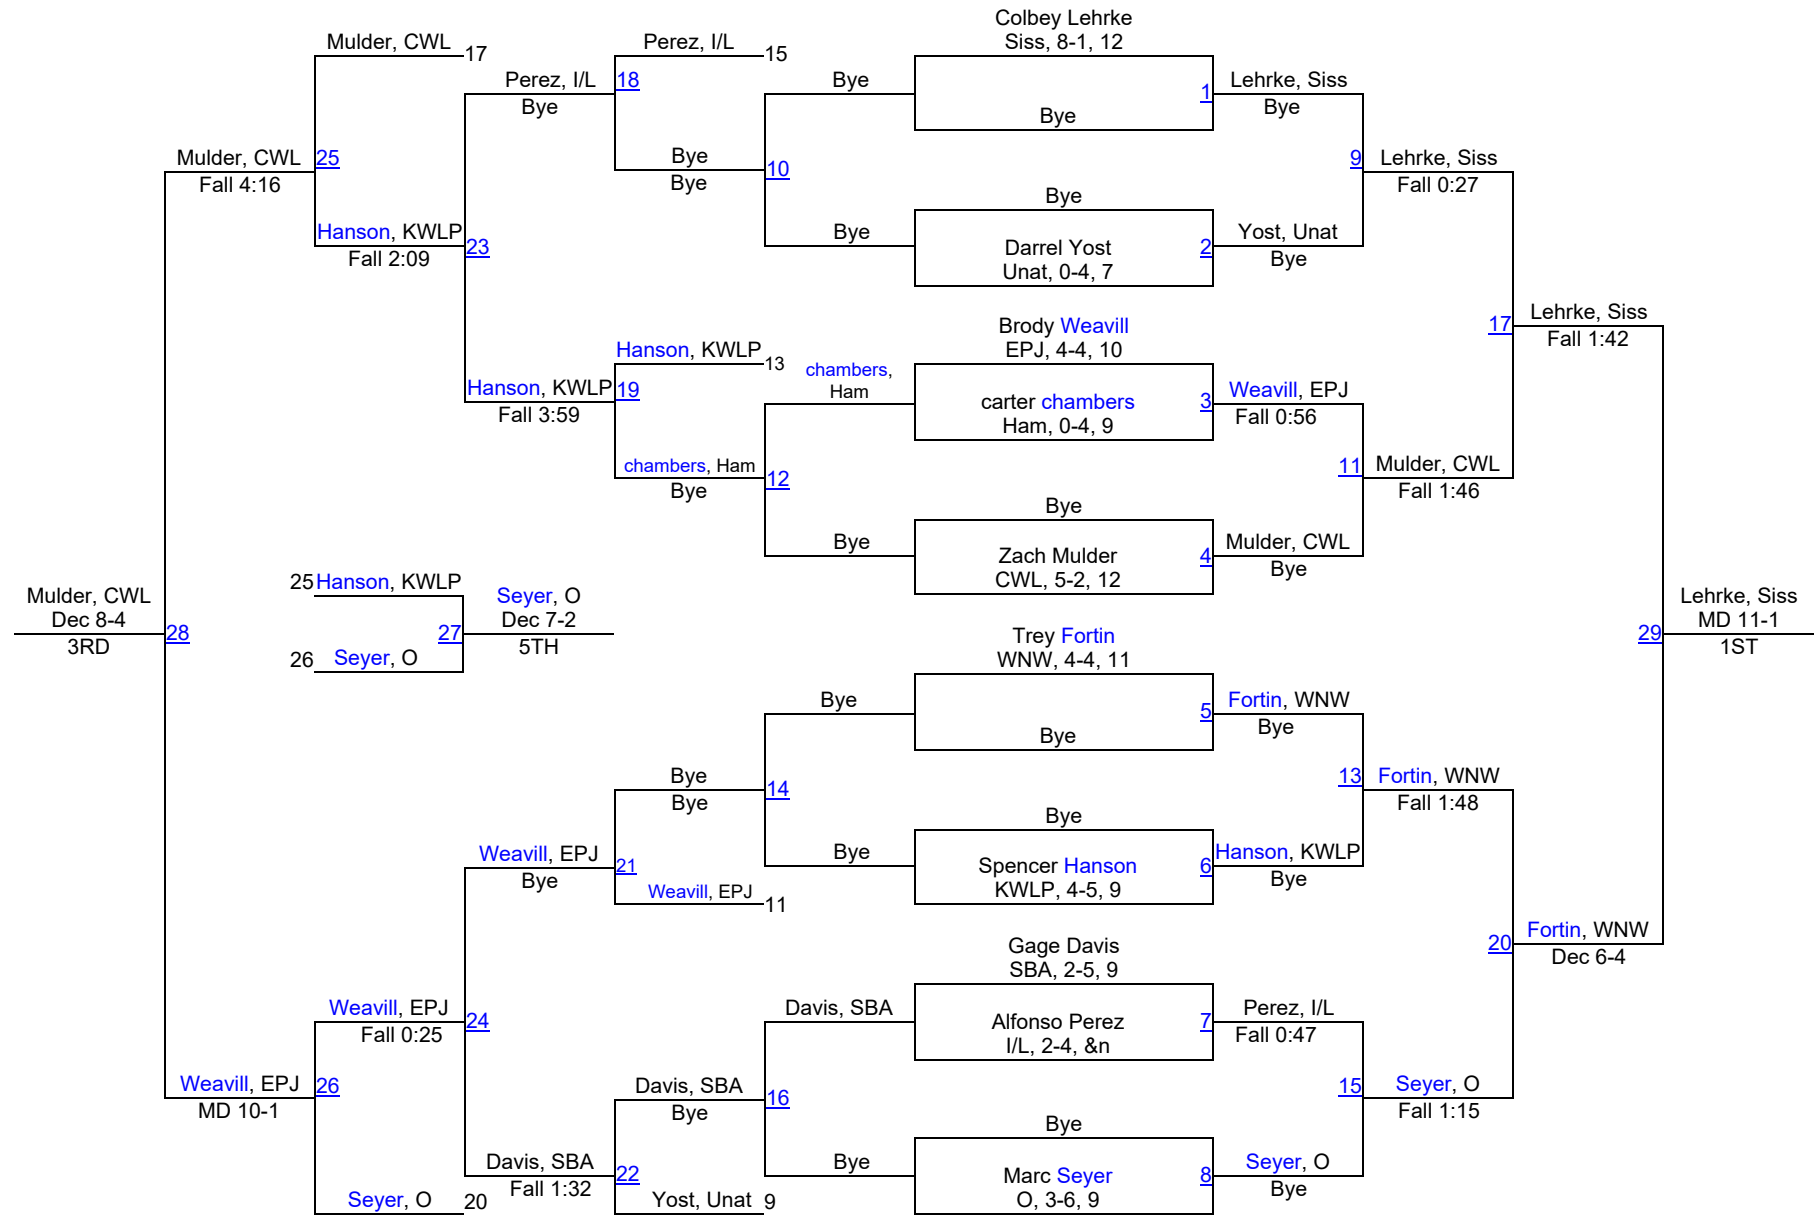 Colbey Lehrke
Siss, 8-1, 12
Mulder, CWL
17
Perez, I/L
15
Perez, I/L
18
Bye
Bye
1
Lehrke, Siss
Bye
Bye
Mulder, CWL
25
Fall 4:16
Bye
10
Bye
9
Lehrke, Siss
Fall 0:27
Bye
Hanson, KWLP
23
Fall 2:09
Bye
Darrel Yost
2
Unat, 0-4, 7
Yost, Unat
Bye
Brody Weavill
EPJ, 4-4, 10
17
Lehrke, Siss
Fall 1:42
Hanson, KWLP
13
chambers,
Ham
Hanson, KWLP
19
Fall 3:59
carter chambers
3
Ham, 0-4, 9
Weavill, EPJ
Fall 0:56
chambers, Ham
12
Bye
11
Mulder, CWL
Fall 1:46
Bye
Bye
Zach Mulder
4
CWL, 5-2, 12
Mulder, CWL
Bye
25
Hanson, KWLP
Mulder, CWL
Dec 8-4
28
3RD
Seyer, O
27
Dec 7-2
5TH
26
Seyer, O
Lehrke, Siss
29
MD 11-1
1ST
Trey Fortin
WNW, 4-4, 11
Bye
5
Fortin, WNW
Bye
Bye
Bye
14
Bye
13
Fortin, WNW
Fall 1:48
Bye
Weavill, EPJ
21
Bye
Bye
Spencer Hanson
6
KWLP, 4-5, 9
Hanson, KWLP
Bye
Weavill, EPJ
11
Gage Davis
SBA, 2-5, 9
20
Fortin, WNW
Dec 6-4
Weavill, EPJ
24
Fall 0:25
Davis, SBA
Alfonso Perez
7
I/L, 2-4, &n
Perez, I/L
Fall 0:47
Weavill, EPJ
26
MD 10-1
Davis, SBA
16
Bye
15
Seyer, O
Fall 1:15
Bye
Davis, SBA
22
Fall 1:32
Bye
Marc Seyer
8
O, 3-6, 9
Seyer, O
Bye
Seyer, O
20
Yost, Unat
9